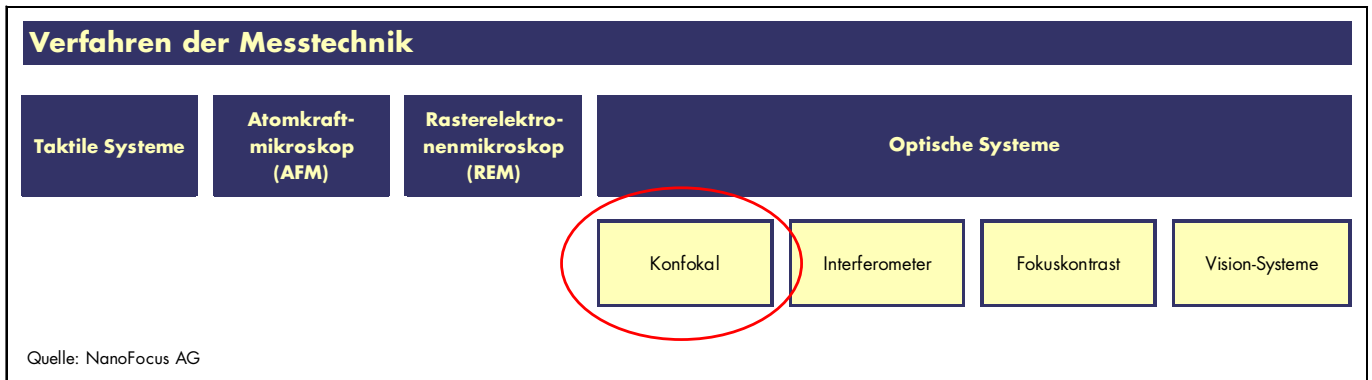 Verfahren der Messtechnik
Taktile Systeme
Atomkraft-
mikroskop
(AFM)
Rasterelektro-
nenmikroskop
(REM)
Optische Systeme
Konfokal
Interferometer
Fokuskontrast
Vision-Systeme
Quelle: NanoFocus AG